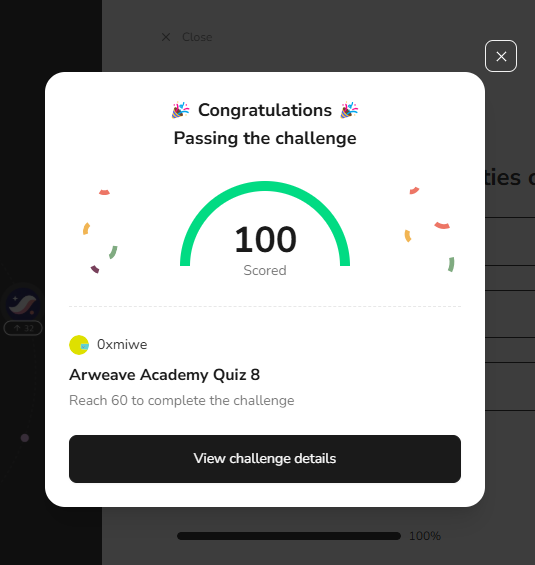 Close
Congratulations
Passing the challenge
ties
100
Scored
32
0xmiwe
Arweave Academy Quiz 8
Reach 60 to complete the challenge
View challenge details
100%